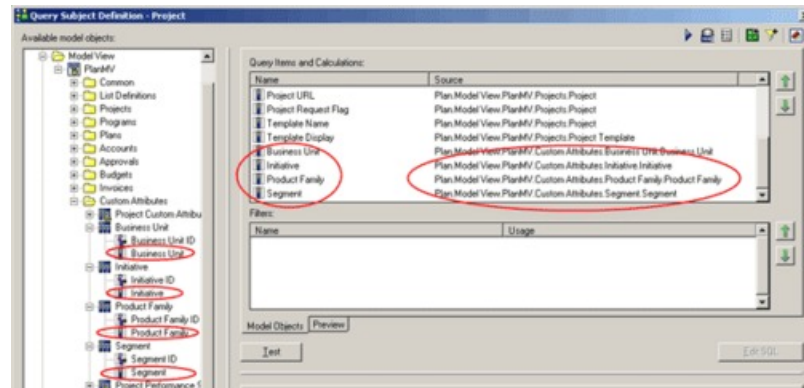 Query Subject Definition - Project
Available model objects:
Model View
PlanMV
Common
List Definitions
Projects
Programs
Plans
Accounts
Approvals
Budgets
Invoices
Custom Attributes
Project Custom Attribu
Business Unit
Business Unit ID
Business Unit
Initiative
Initiative ID
Initiative
Product Family
Product Family ID
Product Family
Segment
Segment ID
Segment
Project Performance S
Query Items and Calculations:
Name Source
Project URL Plan.Model View.PlanMV.Projects.Project
Project Request Flag Plan.Model View.PlanMV.Projects.Project
Template Name Plan.Model View.PlanMV.Projects.Project
Template Display Plan.Model View.PlanMV.Projects.Project Template
Business Unit Plan.Model View.PlanMV.Custom Attributes.Business Unit.Business Unit
Initiative Plan.Model View.PlanMV.Custom Attributes.Initiative.Initiative
Product Family Plan.Model View.PlanMV.Custom Attributes.Product Family.Product Family
Segment Plan.Model View.PlanMV.Custom Attributes.Segment.Segment
Filters:
Name Usage
Model Objects Preview
Test Edit SQL